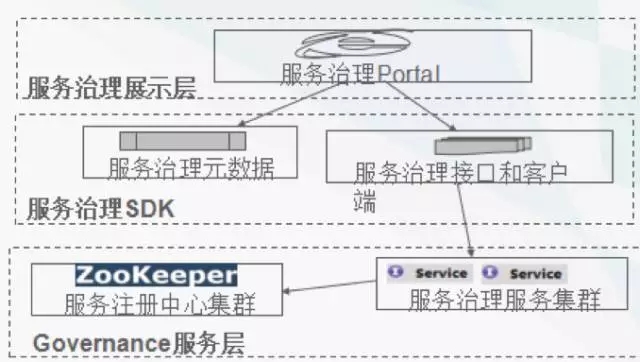 服务治理Portal
服务治理展示层
服务治理元数据
服务治理接口和客户
端
服务治理SDK
ZooKeeper
服务注册中心集群
Service
Service
服务治理服务集群
Governance服务层